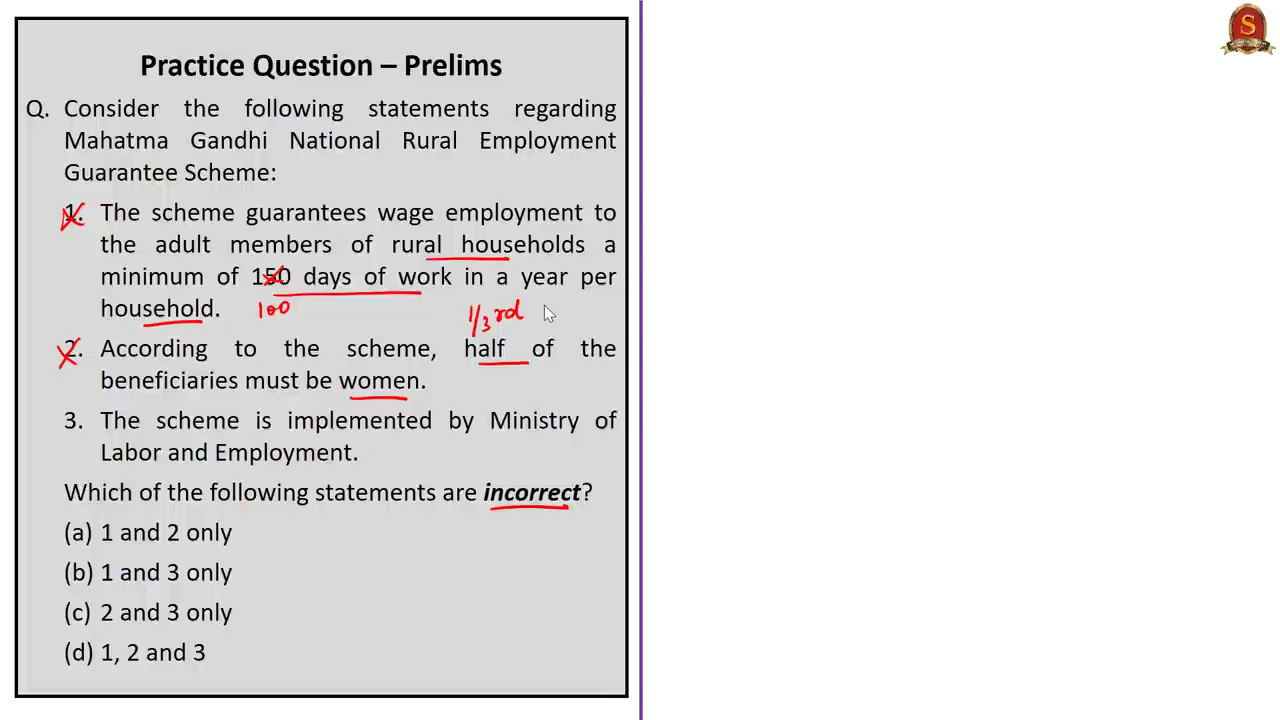 Practice Question – Prelims
Q. Consider the following statements regarding
Mahatma Gandhi National Rural Employment
Guarantee Scheme:
1. The scheme guarantees wage employment to
the adult members of rural households a
minimum of 150 days of work in a year per
household.
100
1/3 rd
2. According to the scheme, half of the
beneficiaries must be women.
3. The scheme is implemented by Ministry of
Labor and Employment.
Which of the following statements are incorrect?
(a) 1 and 2 only
(b) 1 and 3 only
(c) 2 and 3 only
(d) 1, 2 and 3
S